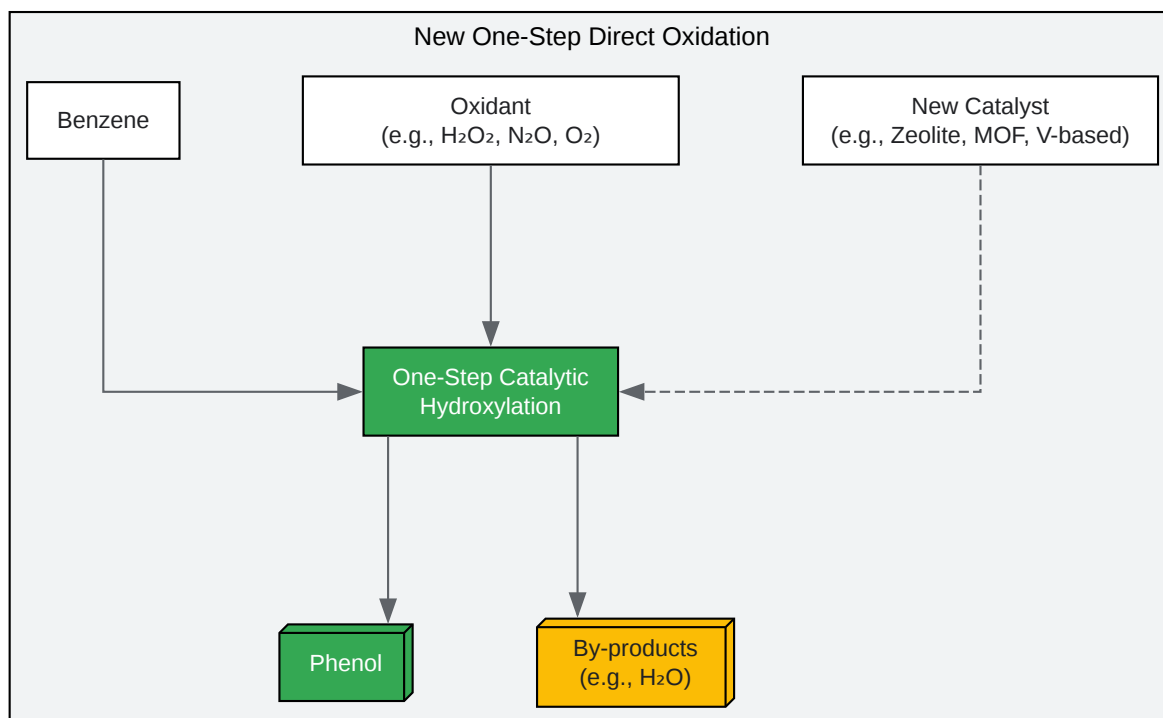 New One-Step Direct Oxidation
Benzene
Oxidant
(e.g., H₂O₂, N₂O, O₂)
New Catalyst
(e.g., Zeolite, MOF, V-based)
One-Step Catalytic
Hydroxylation
Phenol
By-products
(e.g., H₂O)